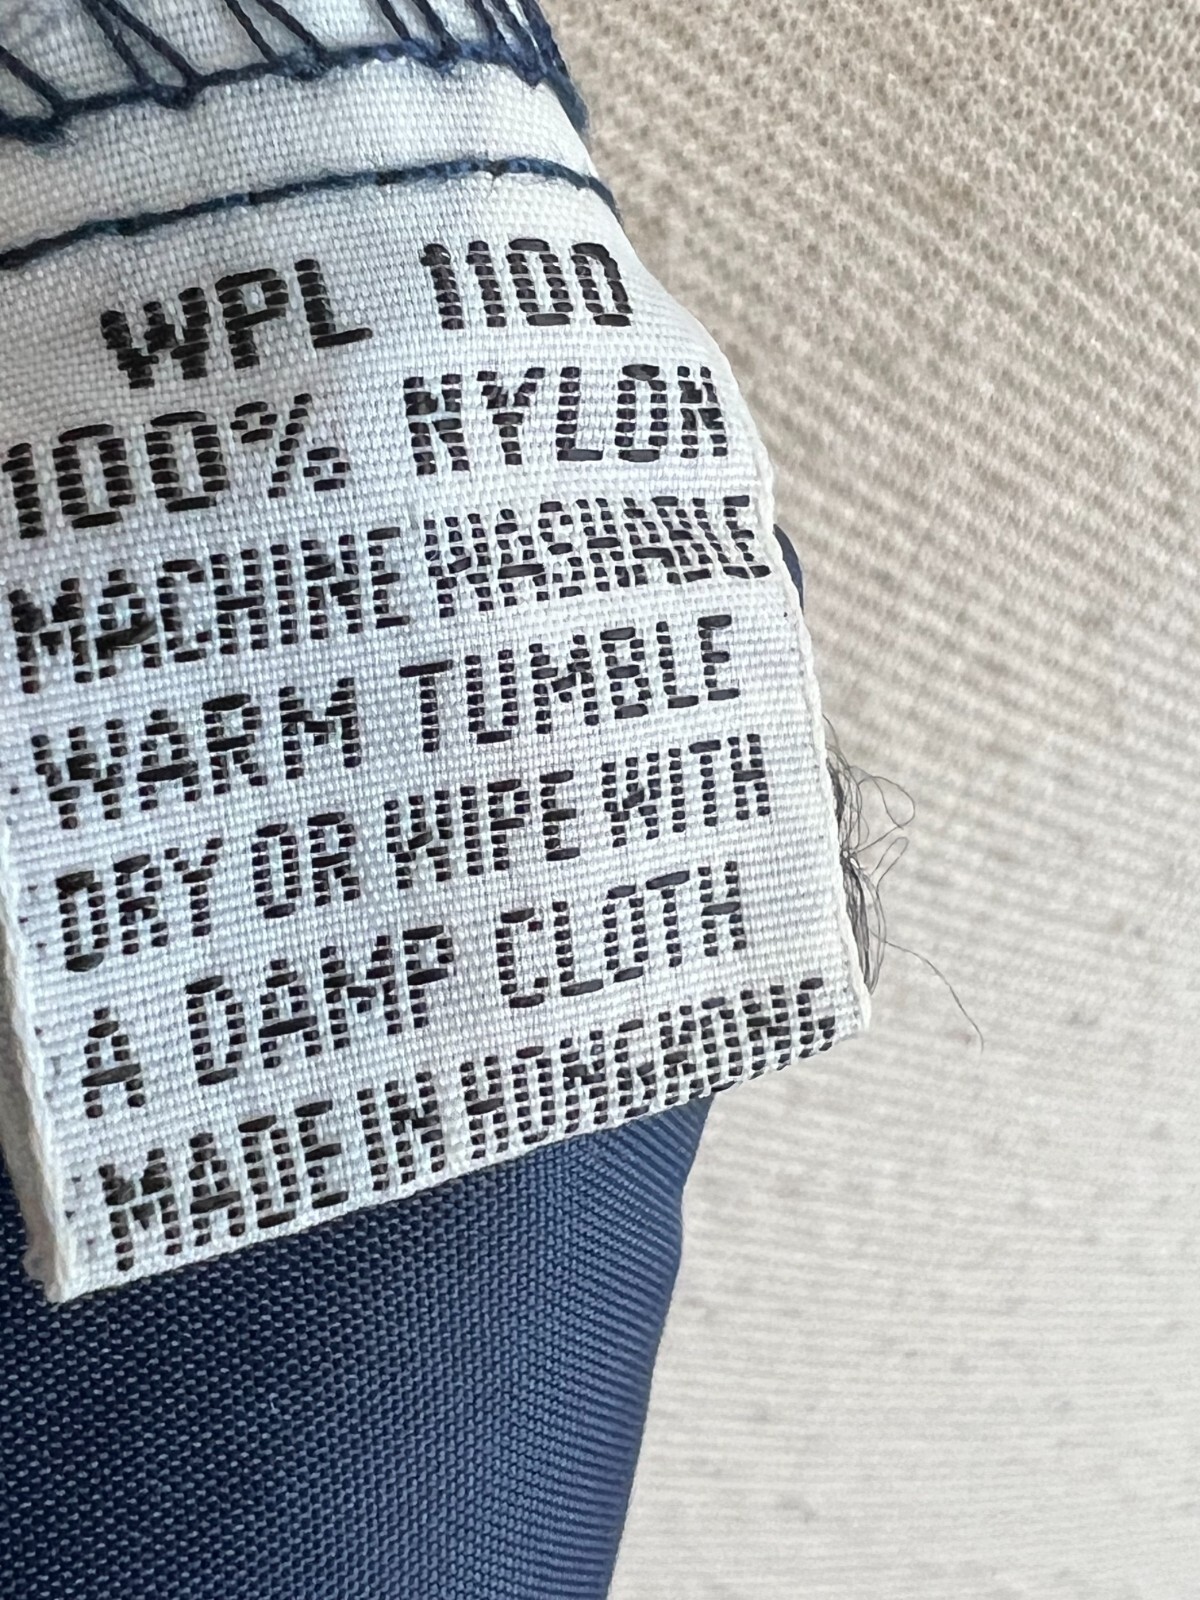 WPL 1100
100% NYLON
MACHINE WASHABLE
WARM TUMBLE
DRY OR WIPE WITH
A DAMP CLOTH
MADE IN HONGKONG